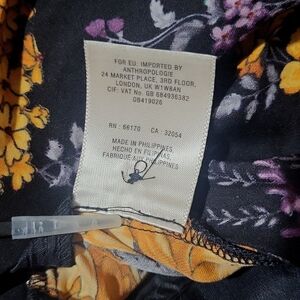 FOR EU: IMPORTED BY
ANTHROPOLOGIE
24 MARKET PLACE, 3RD FLOOR,
LONDON, UK W1W8AN
CIF: VAT No. GB 684936382
GB419026
RN : 66170 CA : 32054
MADE IN PHILIPPINES
HECHO EN FILIPINAS
FABRIQUÉ AUX PHILIPPINES